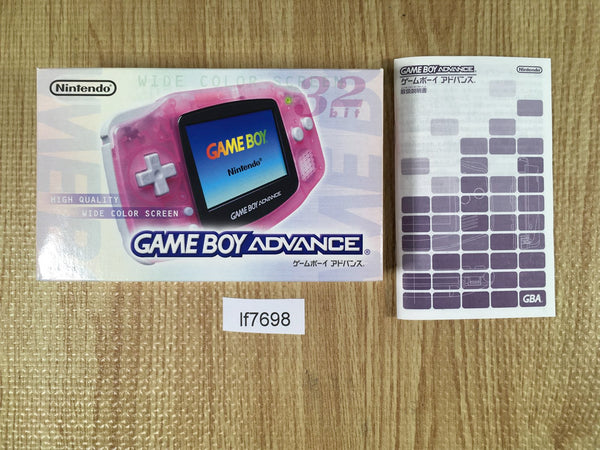 Nintendo
WIDE COLOR SCREEN
32
bit
GAME BOY
Nintendo®
GAME BOY ADVANCE
HIGH QUALITY
WIDE COLOR SCREEN
GAME BOY ADVANCE®
ゲームボーイ アドバンス
GAME BOY ADVANCE
Nintendo
ゲームボーイ アドバンス
取扱説明書
GBA
lf7698